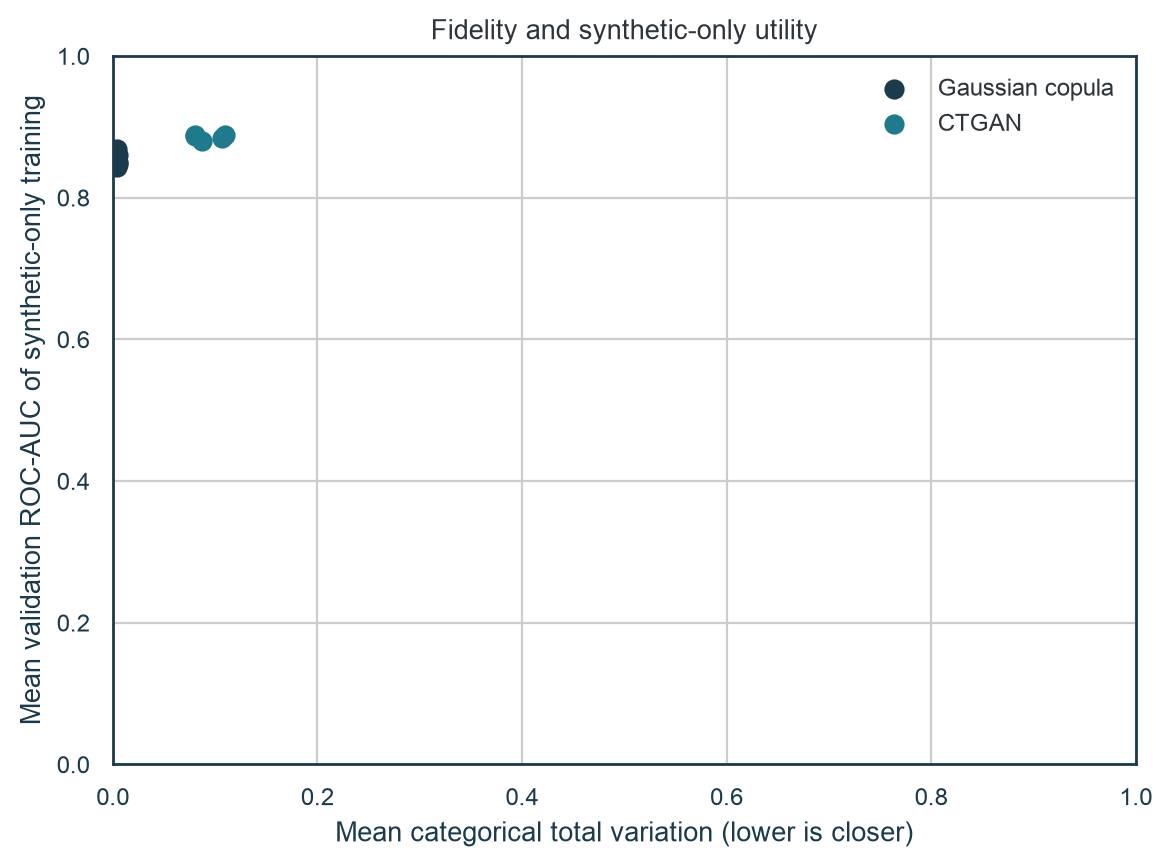 Fidelity and synthetic-only utility
Gaussian copula
CTGAN
Mean validation ROC-AUC of synthetic-only training
1.0
0.8
0.6
0.4
0.2
0.0
0.0 0.2 0.4 0.6 0.8 1.0
Mean categorical total variation (lower is closer)